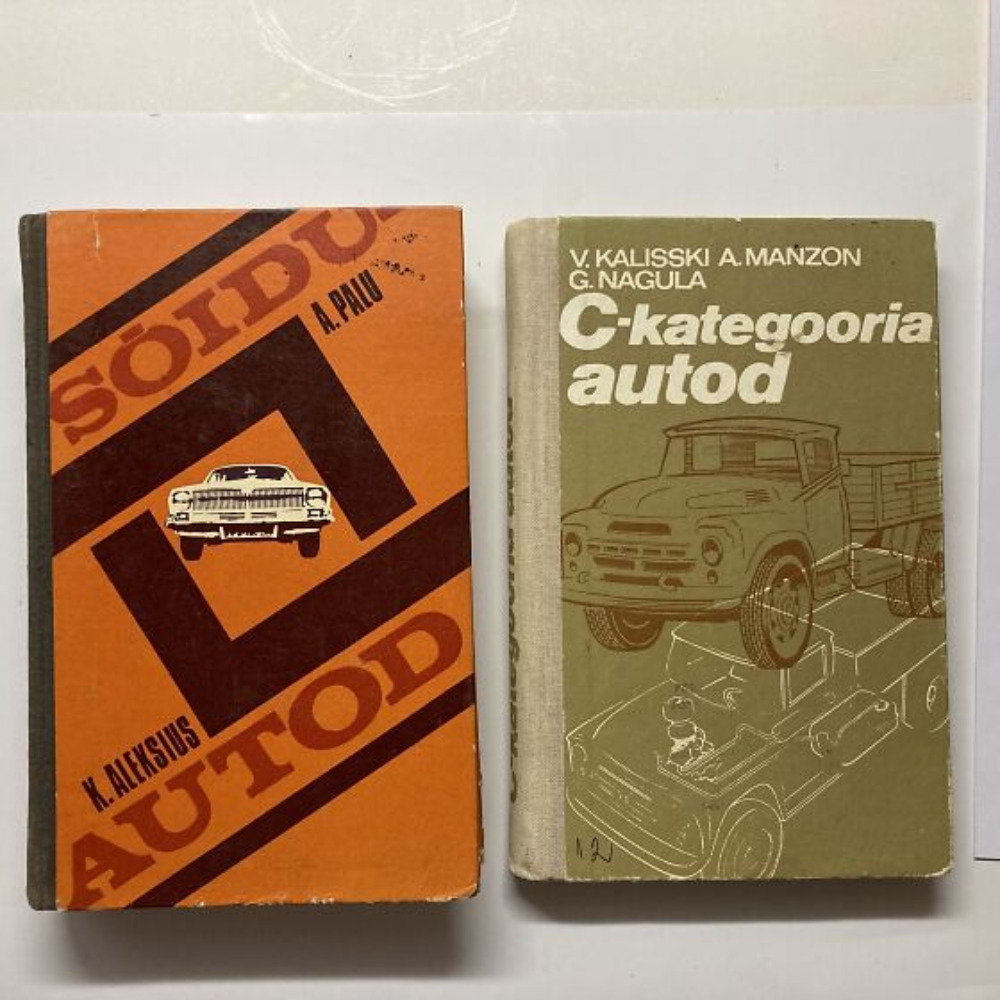 SÕIDU-
A. PALU
K. ALEKSIUS
AUTOD
V. KALISSKI A. MANZON
G. NAGULA
C-kategooria
autod